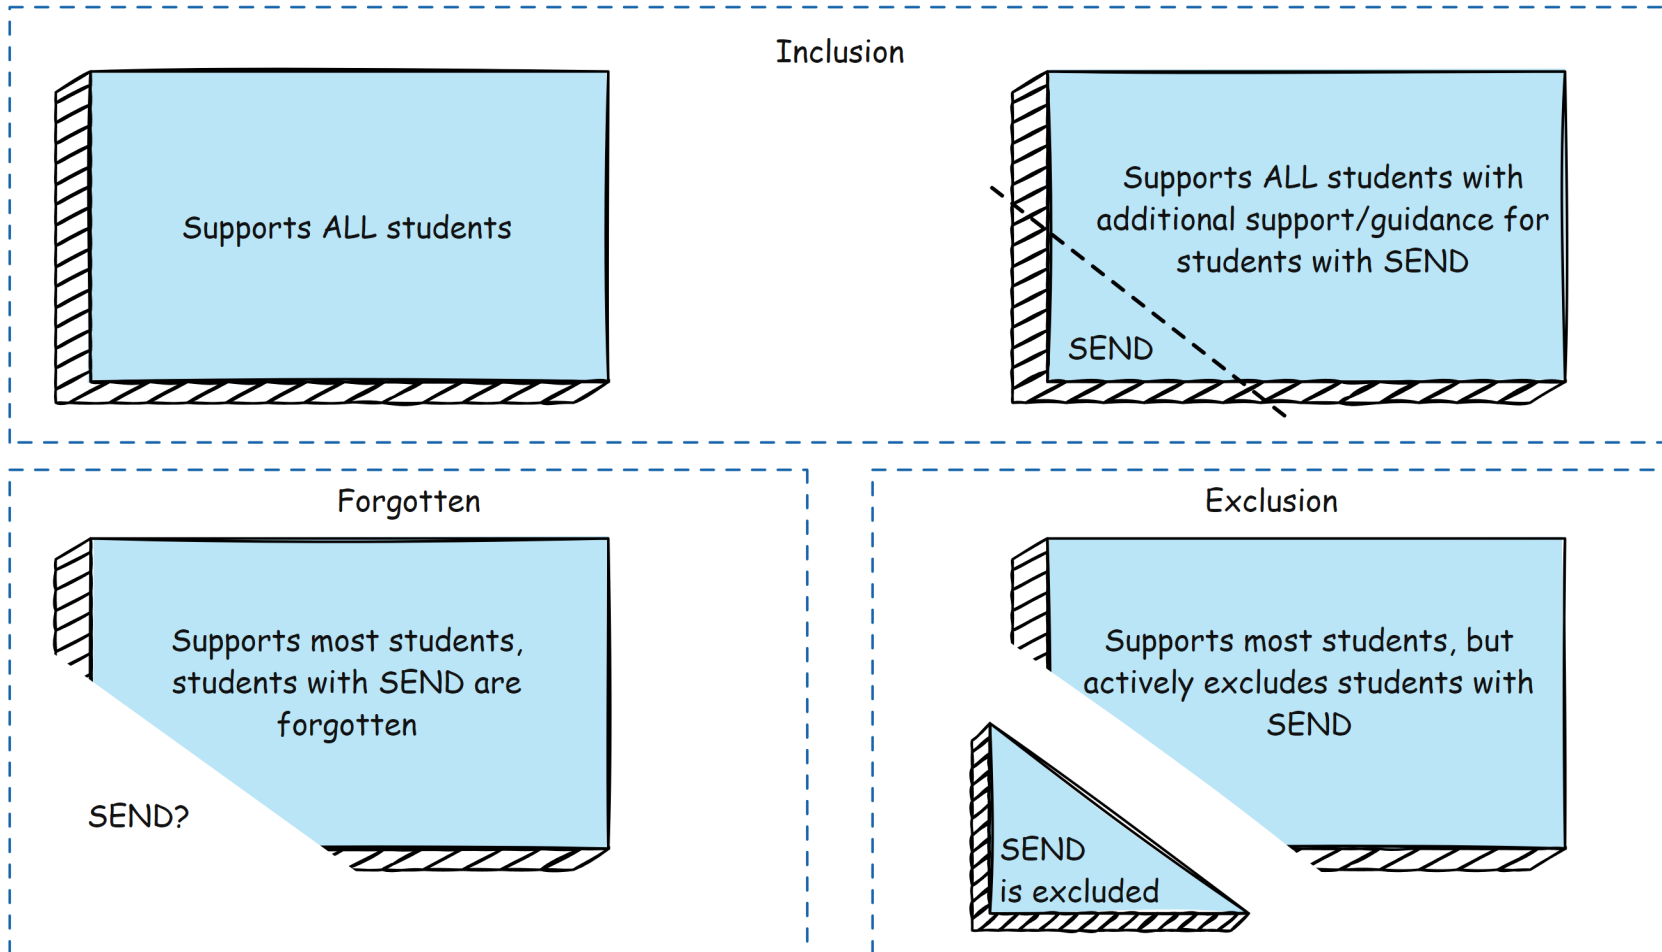 Inclusion
Supports ALL students
Supports ALL students with
additional support/guidance for
students with SEND
SEND
Forgotten
Supports most students,
students with SEND are
forgotten
SEND?
Exclusion
Supports most students, but
actively excludes students with
SEND
SEND
is excluded